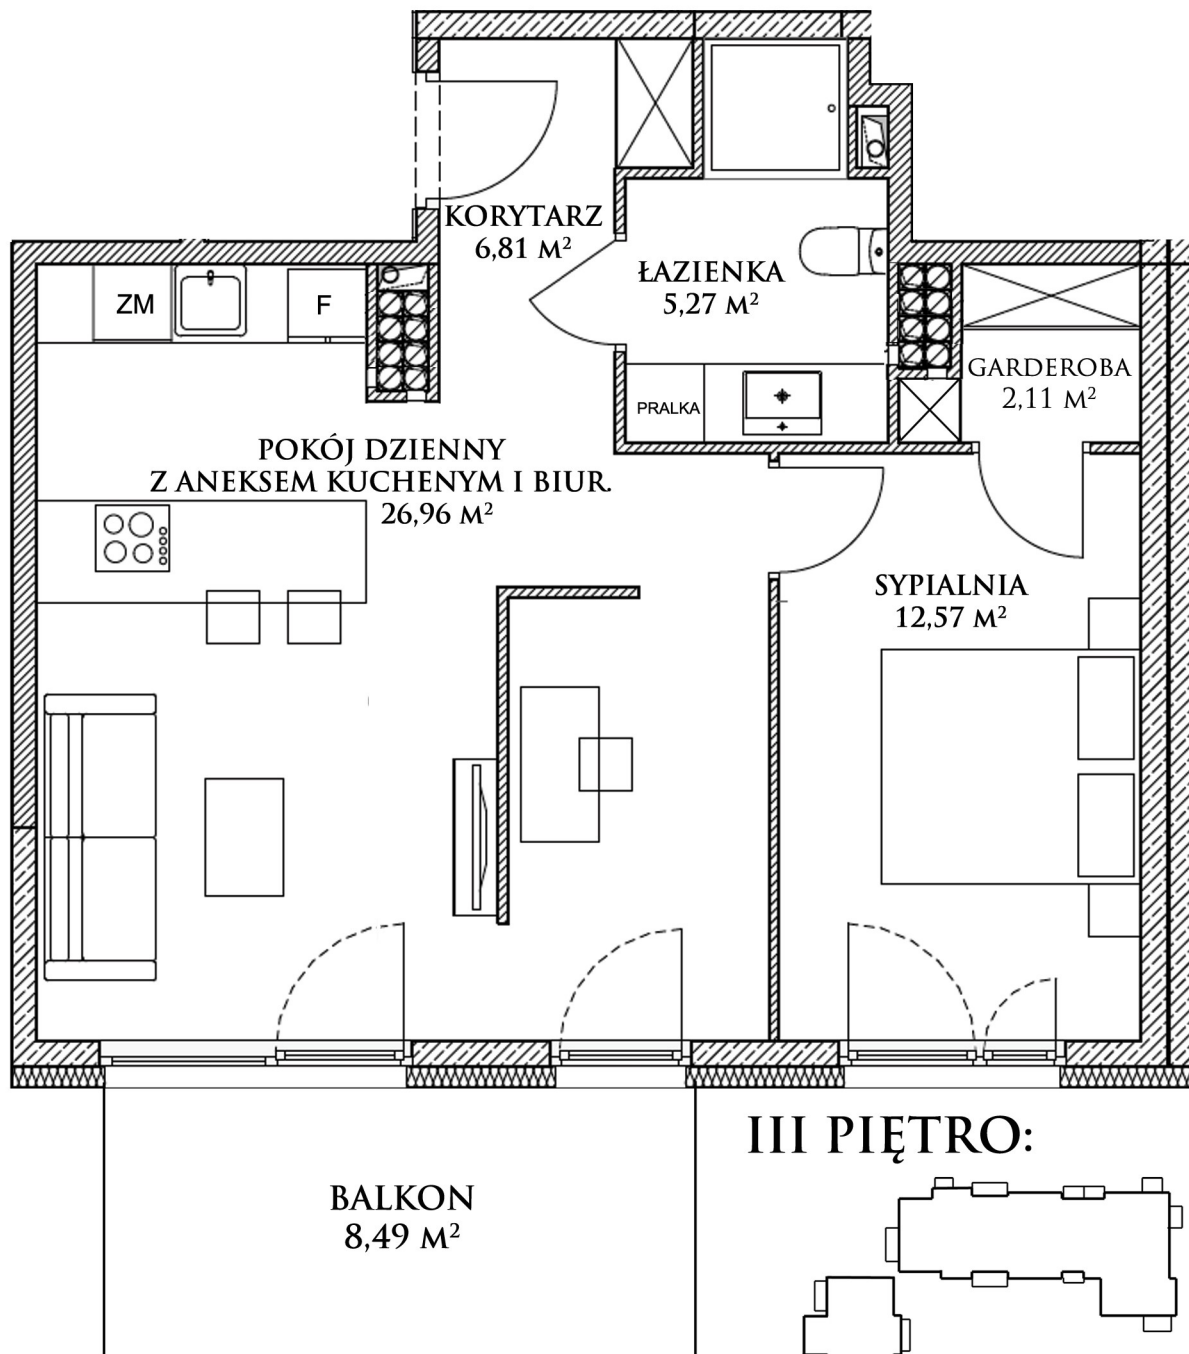 KORYTARZ
6,81 M²
ŁAZIENKA
5,27 M²
ZM
F
GARDEROBA
2,11 M²
PRALKA
POKÓJ DZIENNY
Z ANEKSEM KUCHENYM I BIUR.
26,96 M²
SYPIALNIA
12,57 M²
III PIĘTRO:
BALKON
8,49 M²